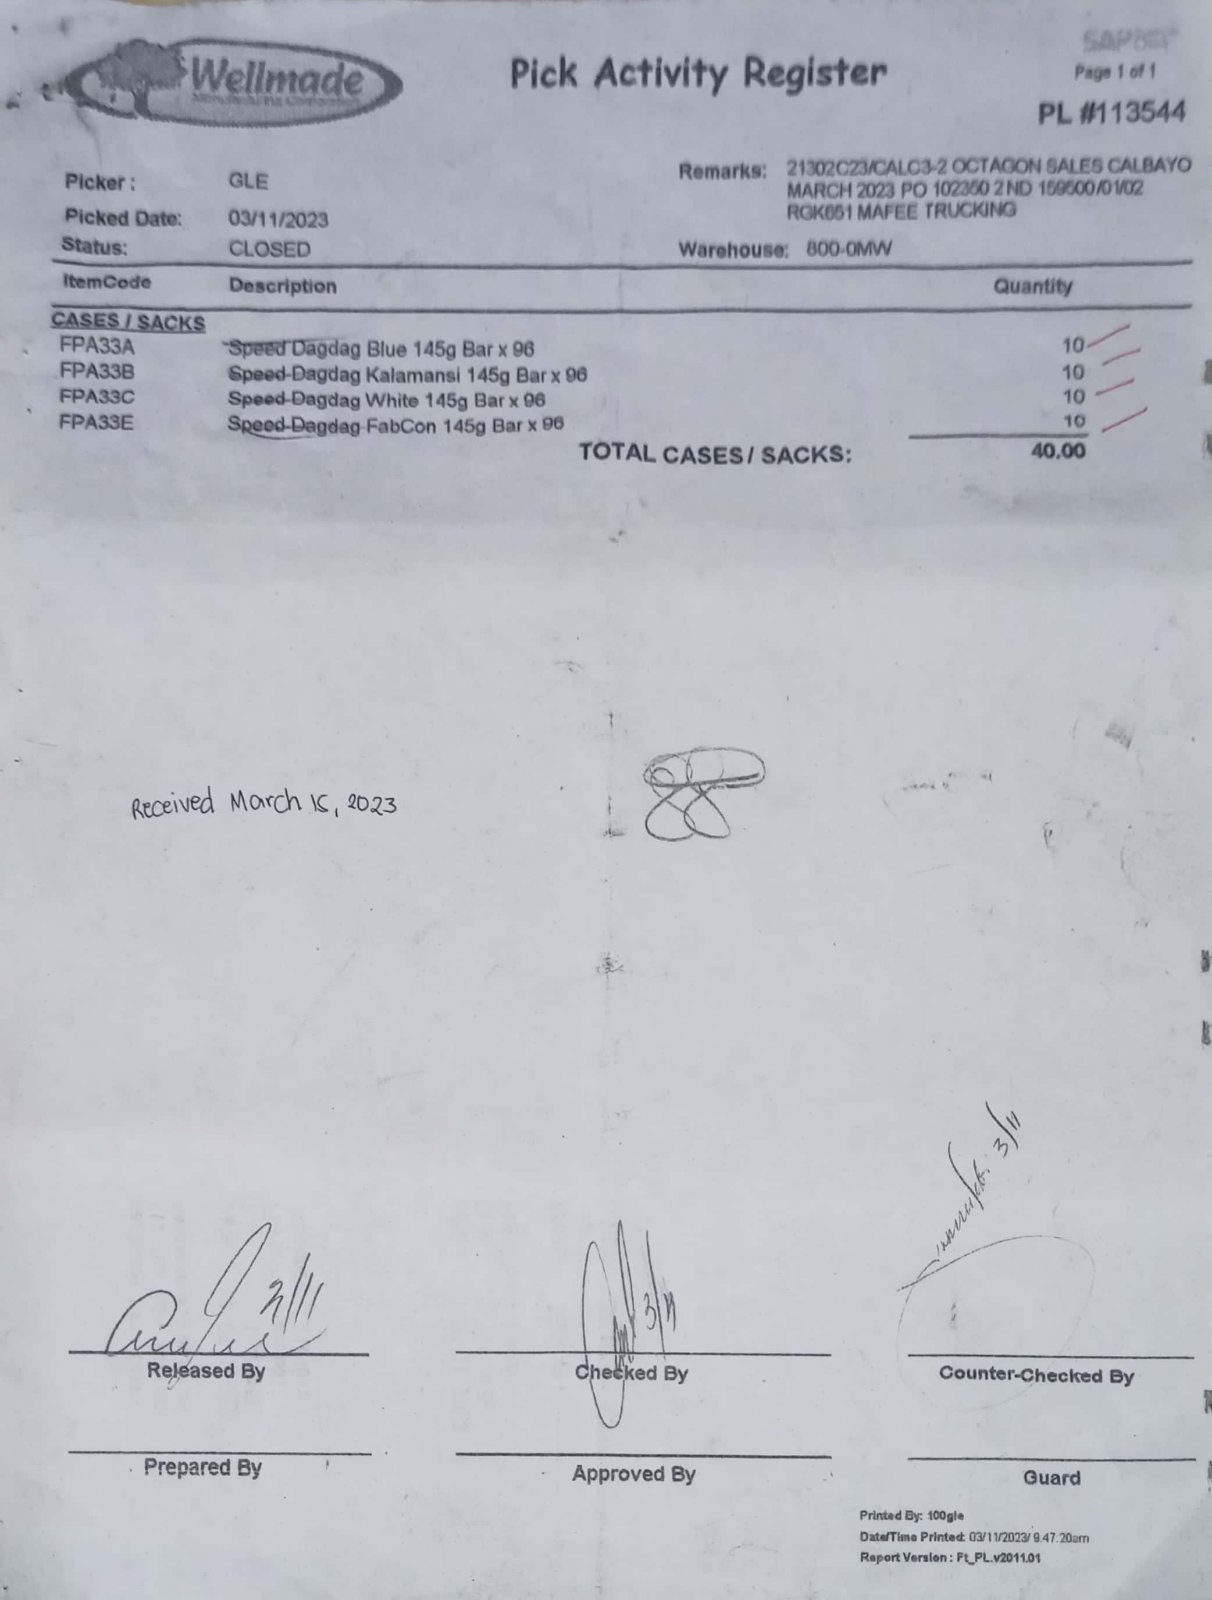 Wellmade
Manufacturing Corporation
Pick Activity Register
Page 1 of 1
PL #113544
Picker : GLE
Picked Date: 03/11/2023
Status: CLOSED
Remarks: 21302C23/CALC3-2 OCTAGON SALES CALBAYO
MARCH 2023 PO 102350 2ND 159500/01/02
RGK651 MAFEE TRUCKING
Warehouse: 800-0MW
ItemCode Description Quantity
CASES / SACKS
FPA33A Speed Dagdag Blue 145g Bar x 96 10
FPA33B Speed Dagdag Kalamansi 145g Bar x 96 10
FPA33C Speed Dagdag White 145g Bar x 96 10
FPA33E Speed Dagdag FabCon 145g Bar x 96 10
TOTAL CASES / SACKS: 40.00
Received March 15, 2023
3/11
3/11
3/11
Released By
Checked By
Counter-Checked By
Prepared By
Approved By
Guard
Printed By: 100gle
Date/Time Printed: 03/11/2023/ 9.47.20am
Report Version : Ft_PL.v2011.01